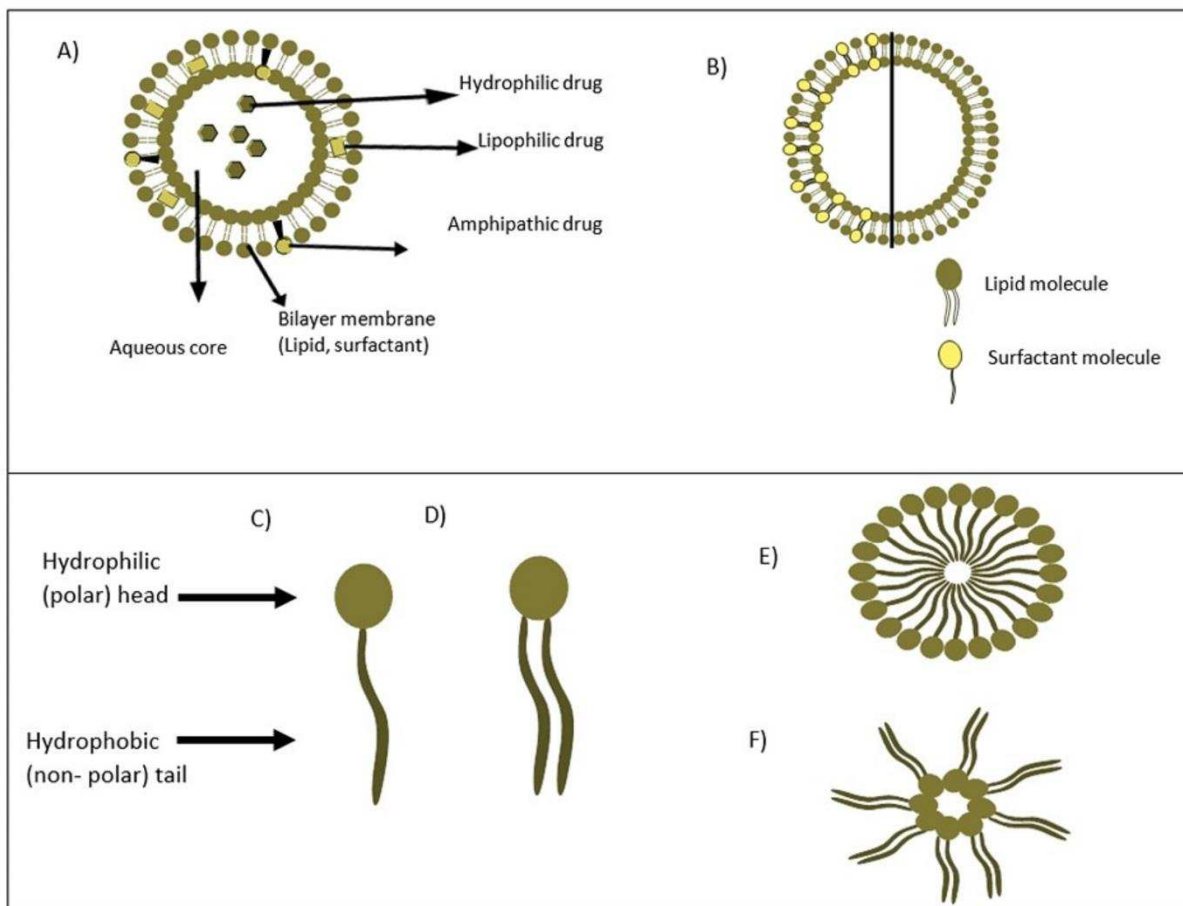 A)
Hydrophilic drug
Lipophilic drug
Amphipathic drug
Bilayer membrane
(Lipid, surfactant)
Aqueous core
B)
Lipid molecule
Surfactant molecule
C)
D)
Hydrophilic
(polar) head
Hydrophobic
(non- polar) tail
E)
F)